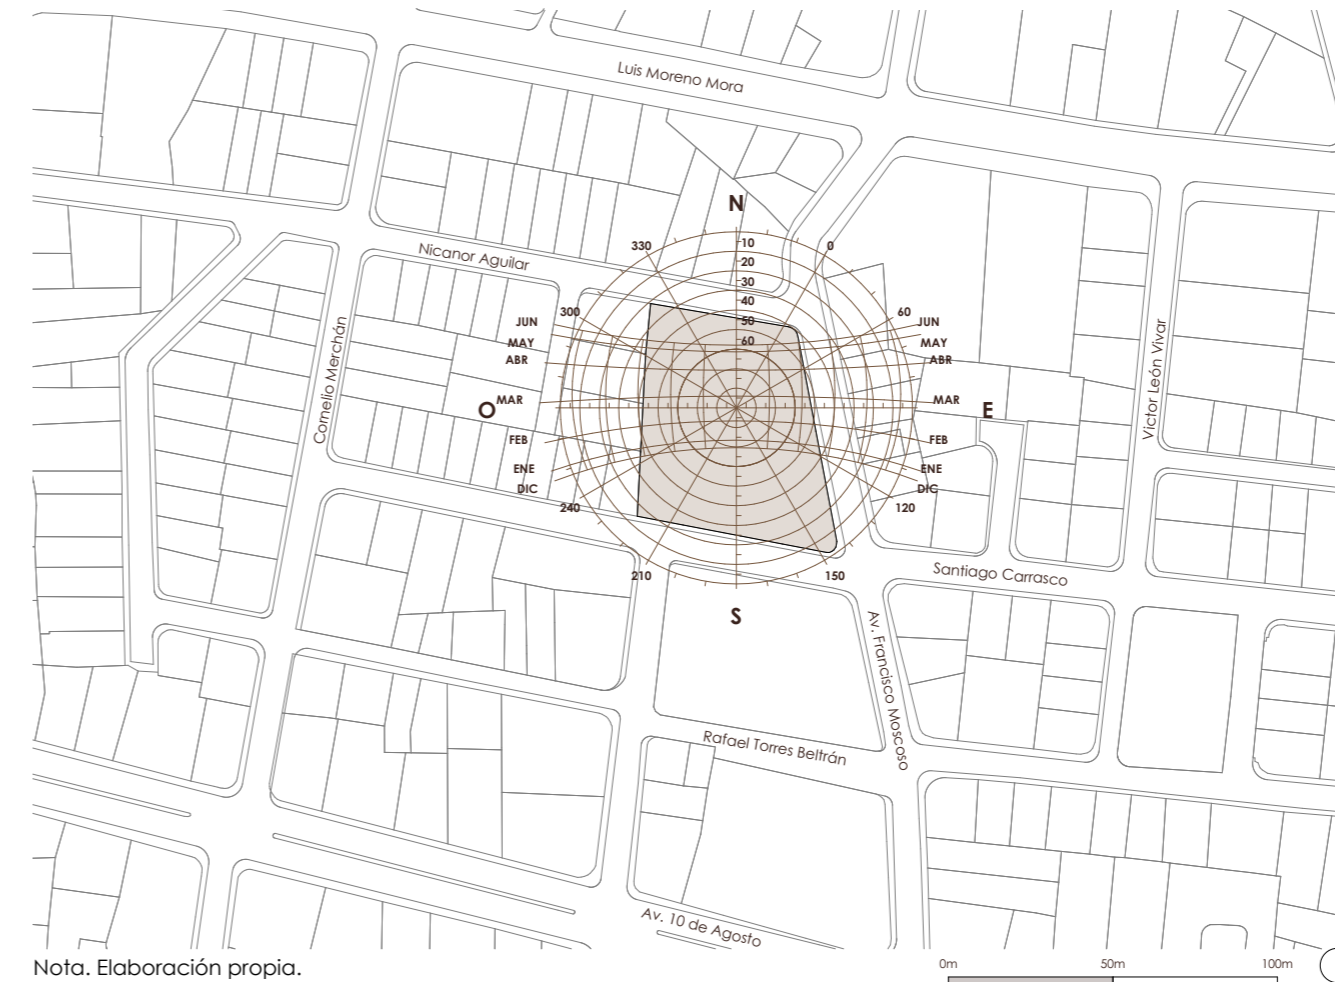 Luis Moreno Mora
N
330
10
0
20
Nicanor Aguilar
30
40
300
60
JUN
50
JUN
MAY
60
MAY
ABR
ABR
Cornelio Merchán
Victor León Vivar
O
MAR
MAR
E
FEB
FEB
ENE
ENE
DIC
DIC
240
120
210
150
Santiago Carrasco
S
Av. Francisco Moscoso
Rafael Torres Beltrán
Av. 10 de Agosto
Nota. Elaboración propia.
0m
50m
100m